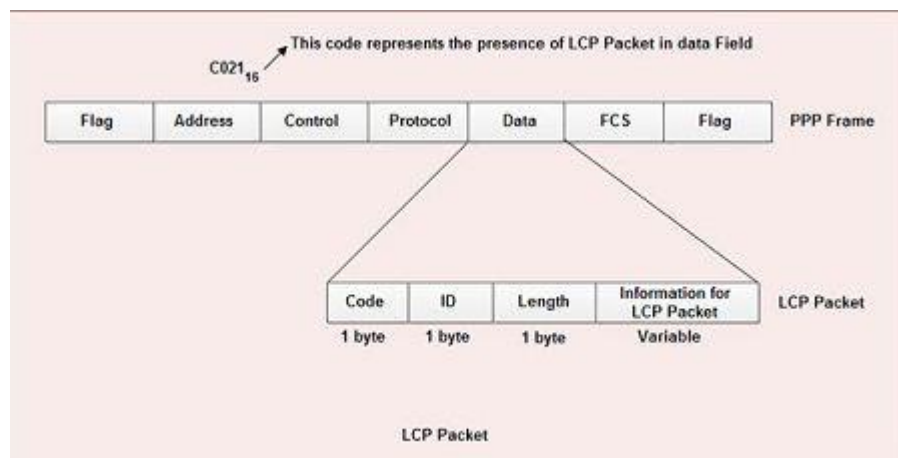 This code represents the presence of LCP Packet in data Field
C021₁₆
Flag Address Control Protocol Data FCS Flag PPP Frame
Code ID Length Information for LCP Packet LCP Packet
1 byte 1 byte 1 byte Variable
LCP Packet